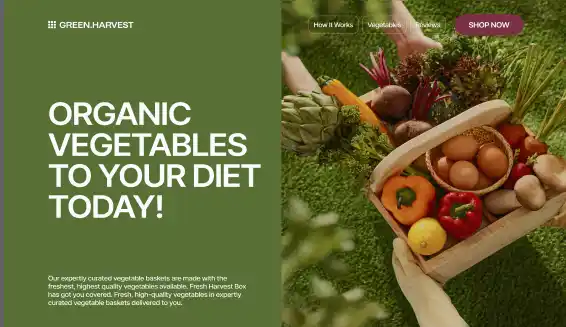 GREEN.HARVEST
How It Works
Vegetables
Reviews
SHOP NOW
ORGANIC
VEGETABLES
TO YOUR DIET
TODAY!
Our expertly curated vegetable baskets are made with the
freshest, highest quality vegetables available. Fresh Harvest Box
has got you covered. Fresh, high-quality vegetables in expertly
curated vegetable baskets delivered to you.